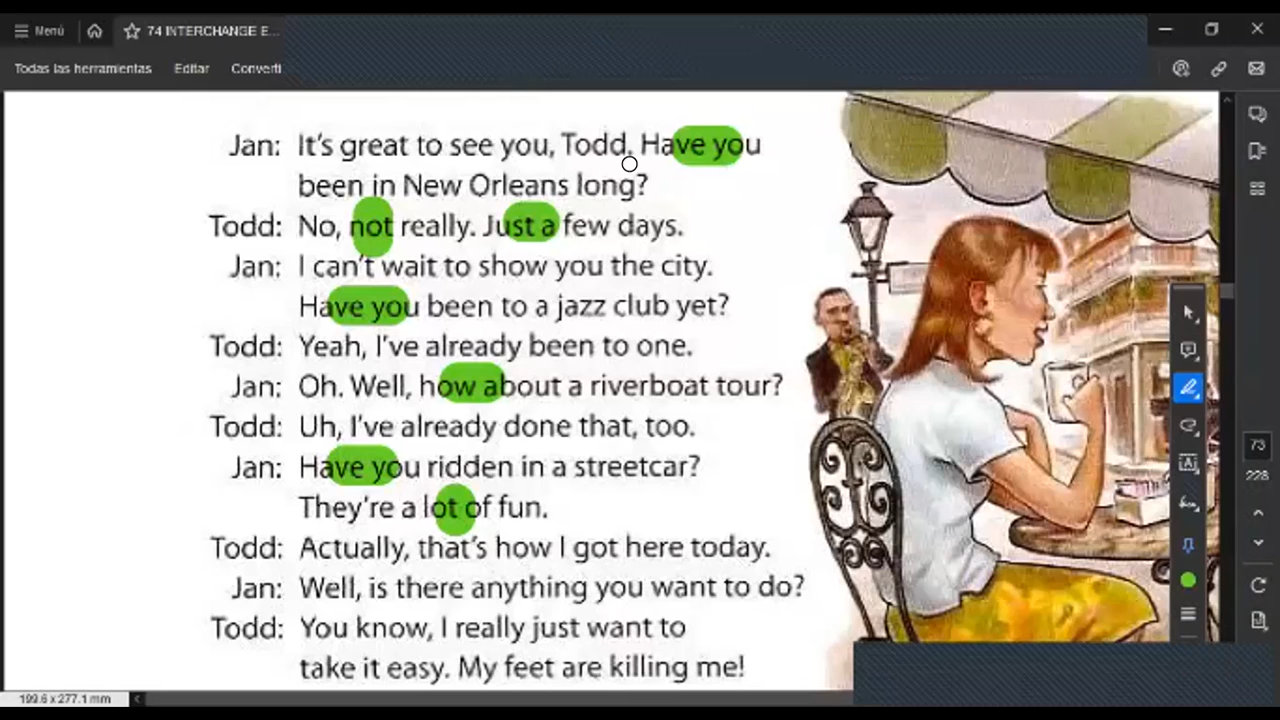 Menú
74 INTERCHANGE E...
Todas las herramientas Editar Converti
Jan: It's great to see you, Todd. Have you
been in New Orleans long?
Todd: No, not really. Just a few days.
Jan: I can't wait to show you the city.
Have you been to a jazz club yet?
Todd: Yeah, I've already been to one.
Jan: Oh. Well, how about a riverboat tour?
Todd: Uh, I've already done that, too.
Jan: Have you ridden in a streetcar?
They're a lot of fun.
Todd: Actually, that's how I got here today.
Jan: Well, is there anything you want to do?
Todd: You know, I really just want to
take it easy. My feet are killing me!
73
228
199.6 x 277.1 mm